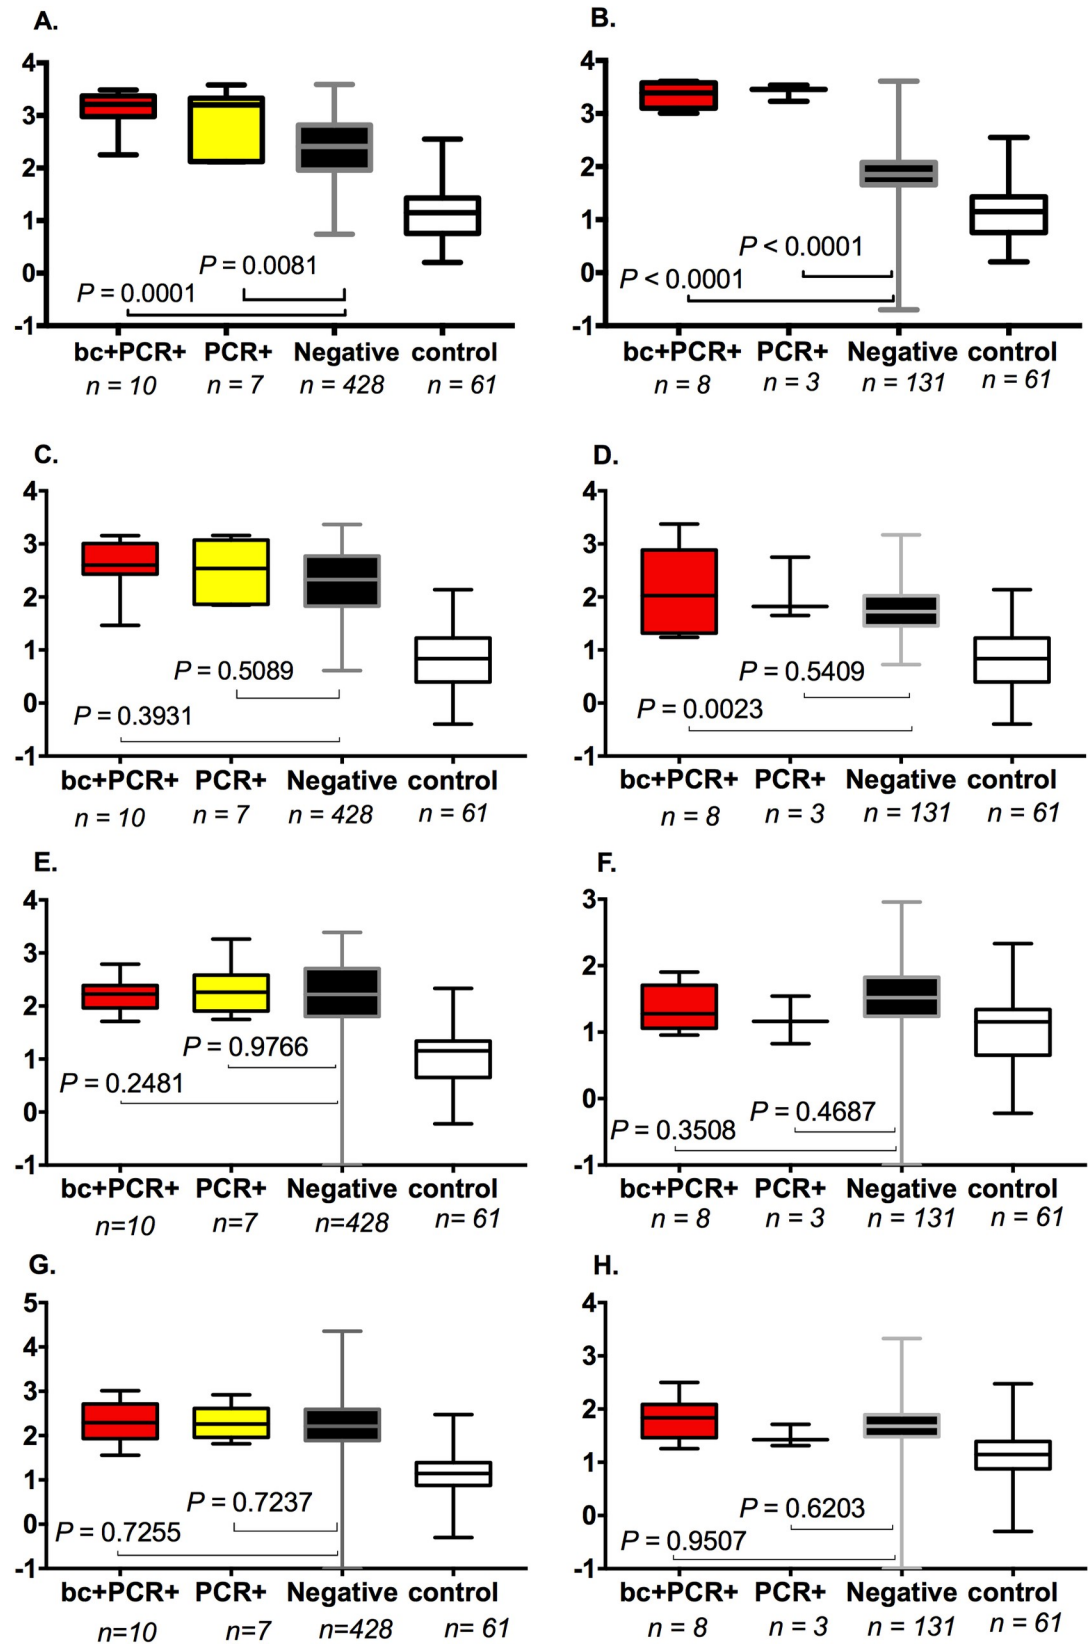 A.
4
3
2
1
0
-1
P = 0.0081
P = 0.0001
bc+PCR+ PCR+ Negative control
n = 10 n = 7 n = 428 n = 61
B.
4
3
2
1
0
-1
P < 0.0001
P < 0.0001
bc+PCR+ PCR+ Negative control
n = 8 n = 3 n = 131 n = 61
C.
4
3
2
1
0
-1
P = 0.5089
P = 0.3931
bc+PCR+ PCR+ Negative control
n = 10 n = 7 n = 428 n = 61
D.
4
3
2
1
0
-1
P = 0.5409
P = 0.0023
bc+PCR+ PCR+ Negative control
n = 8 n = 3 n = 131 n = 61
E.
4
3
2
1
0
-1
P = 0.9766
P = 0.2481
bc+PCR+ PCR+ Negative control
n=10 n=7 n=428 n= 61
F.
3
2
1
0
-1
P = 0.4687
P = 0.3508
bc+PCR+ PCR+ Negative control
n = 8 n = 3 n = 131 n = 61
G.
5
4
3
2
1
0
-1
P = 0.7237
P = 0.7255
bc+PCR+ PCR+ Negative control
n=10 n=7 n=428 n= 61
H.
4
3
2
1
0
-1
P = 0.6203
P = 0.9507
bc+PCR+ PCR+ Negative control
n = 8 n = 3 n = 131 n = 61